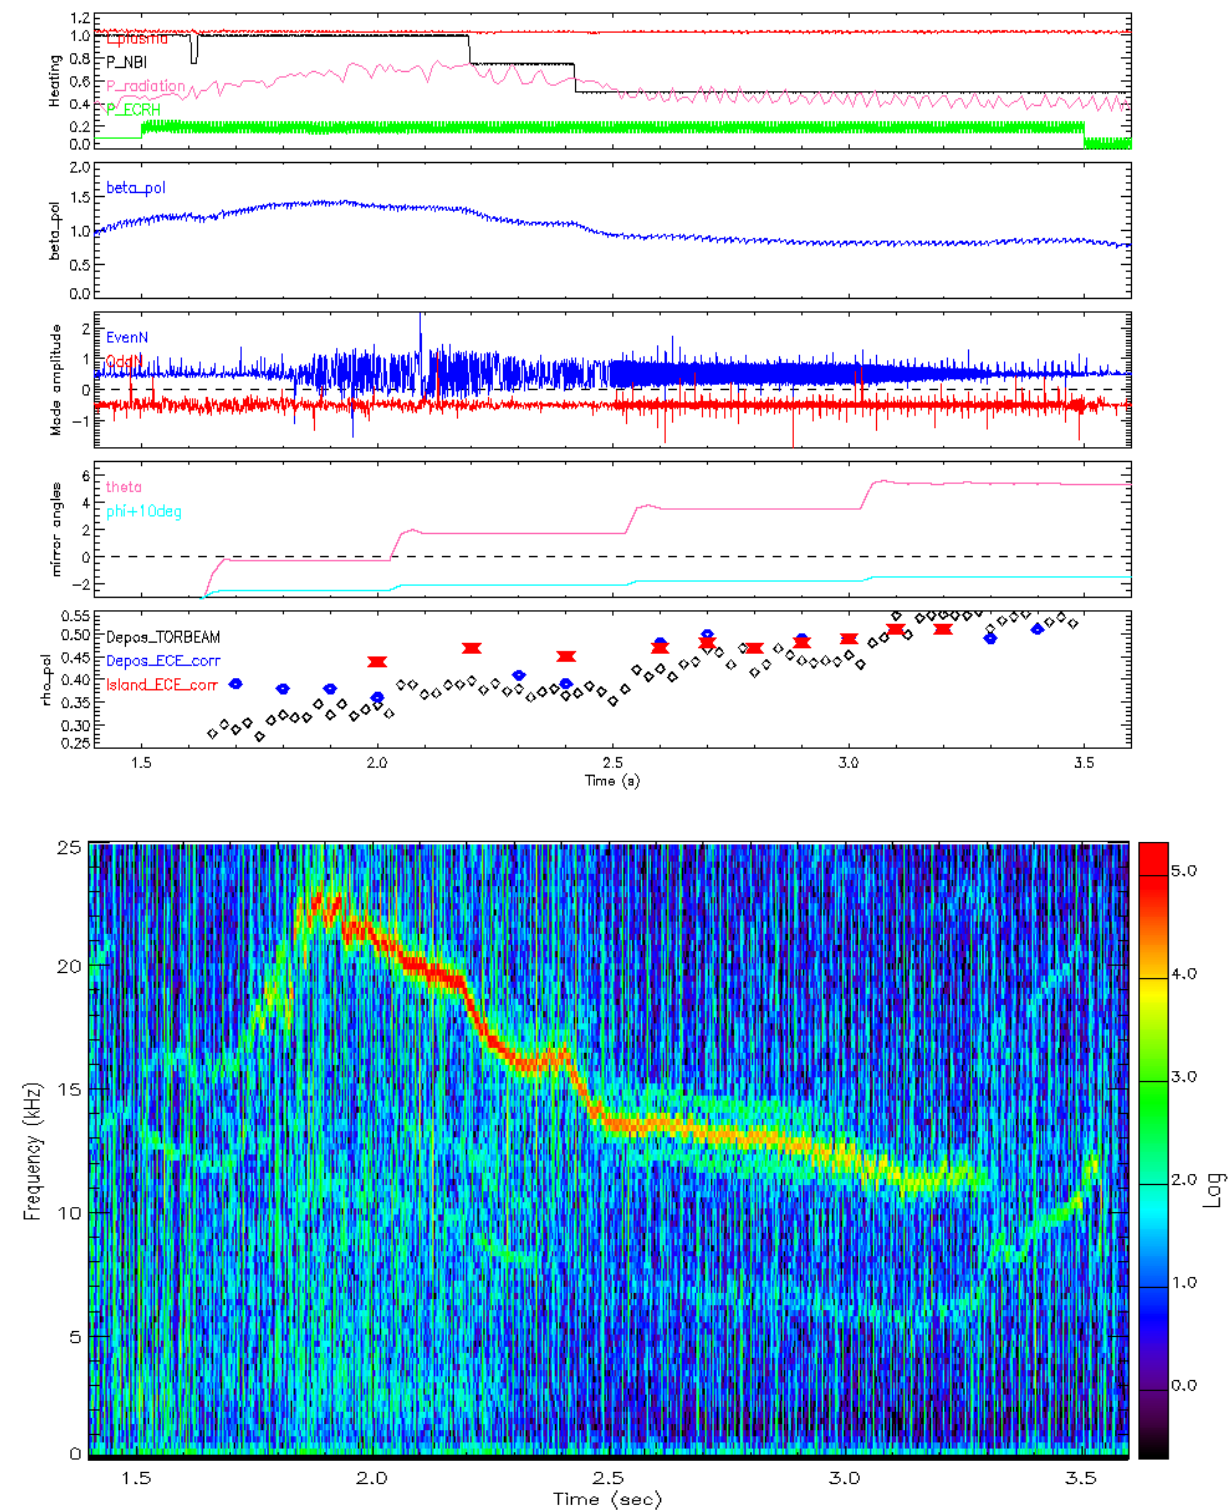 1.2
1.0
0.8
0.6
0.4
0.2
0.0
Heating
I_plasma
P_NBI
P_radiation
P_ECRH
2.0
1.5
1.0
0.5
0.0
beta_pol
beta_pol
2
1
0
-1
Mode amplitude
EvenN
OddN
6
4
2
0
-2
mirror angles
theta
phi+10deg
0.55
0.50
0.45
0.40
0.35
0.30
0.25
rho_pol
Depos_TORBEAM
Depos_ECE_corr
Island_ECE_corr
1.5 2.0 2.5 3.0 3.5
Time (s)
25
20
15
10
5
0
Frequency (kHz)
1.5 2.0 2.5 3.0 3.5
Time (sec)
5.0
4.0
3.0
2.0
1.0
0.0
Log